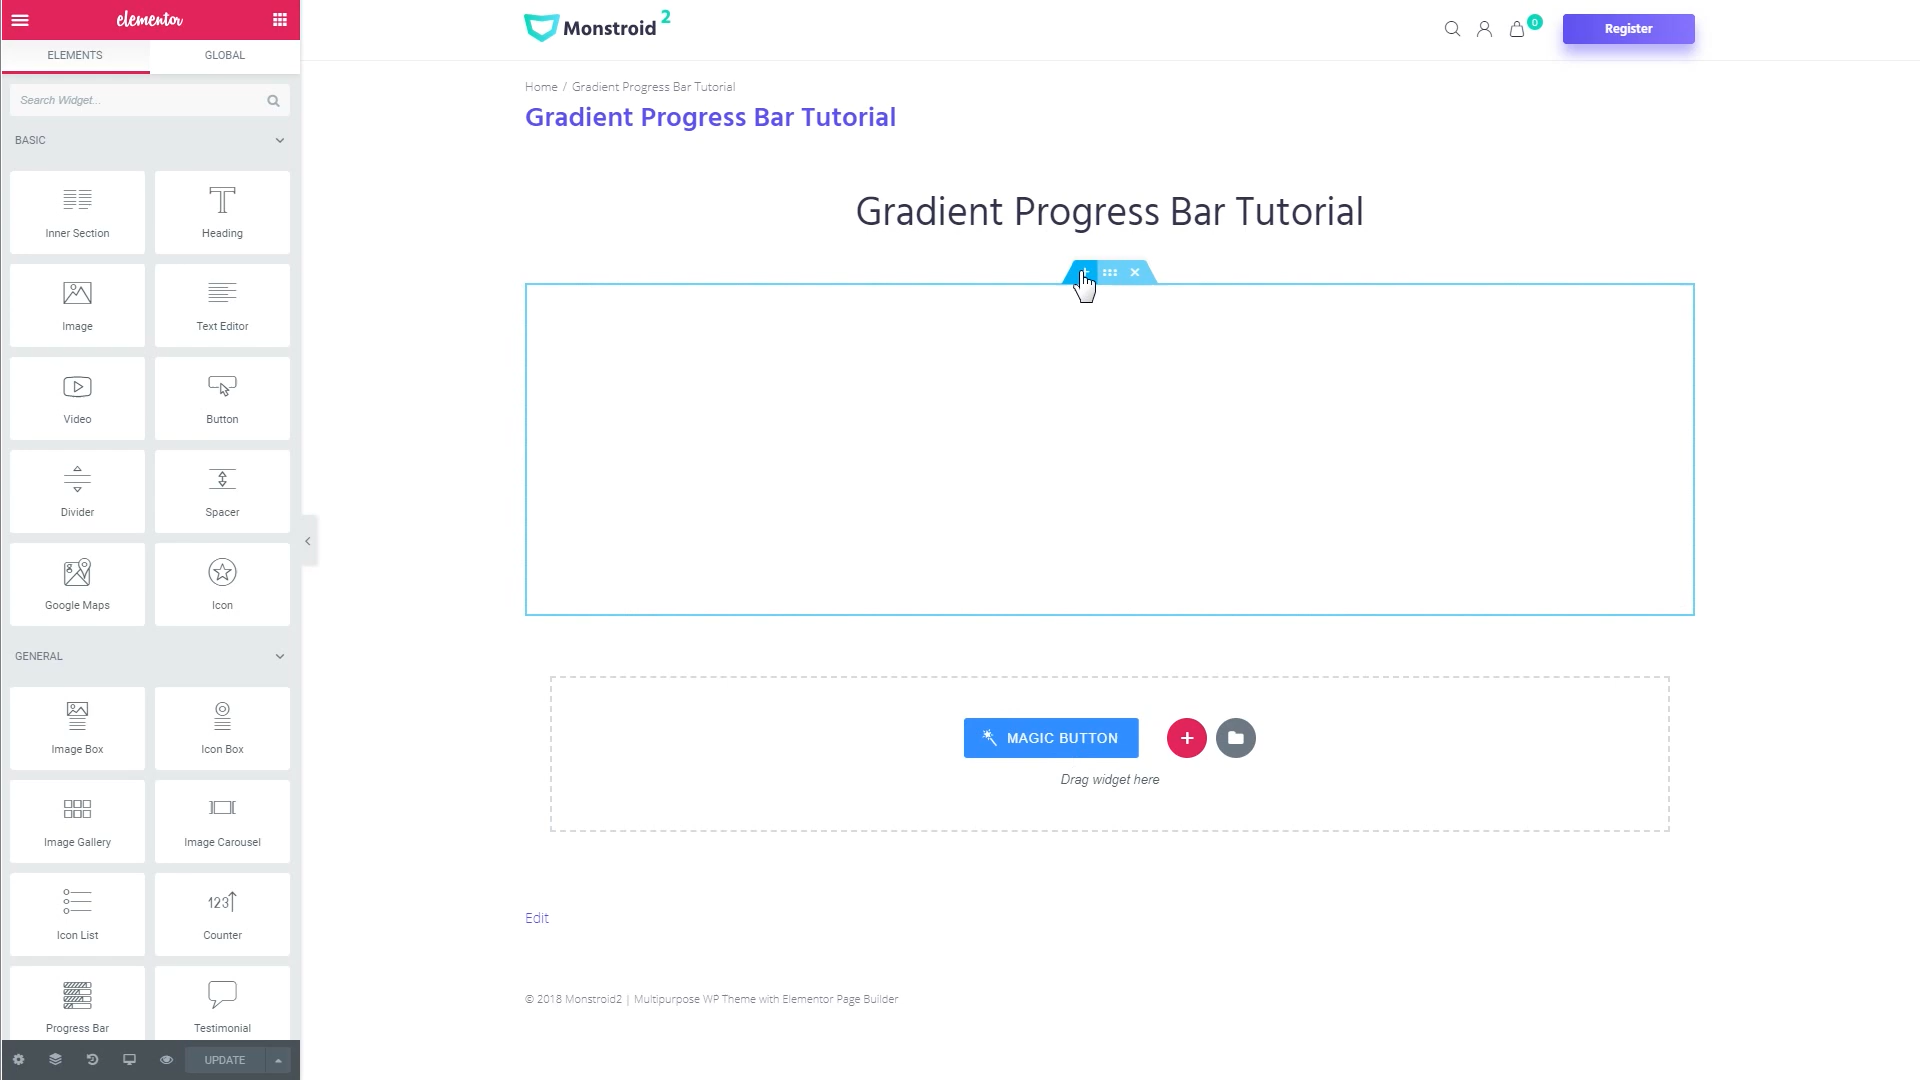 elementor
ELEMENTS
GLOBAL
Search Widget...
BASIC
Inner Section
Heading
Image
Text Editor
Video
Button
Divider
Spacer
Google Maps
Icon
GENERAL
Image Box
Icon Box
Image Gallery
Image Carousel
Icon List
123
Counter
Progress Bar
Testimonial
UPDATE
Monstroid 2
0
Register
Home / Gradient Progress Bar Tutorial
Gradient Progress Bar Tutorial
Gradient Progress Bar Tutorial
MAGIC BUTTON
Drag widget here
Edit
© 2018 Monstroid2 | Multipurpose WP Theme with Elementor Page Builder